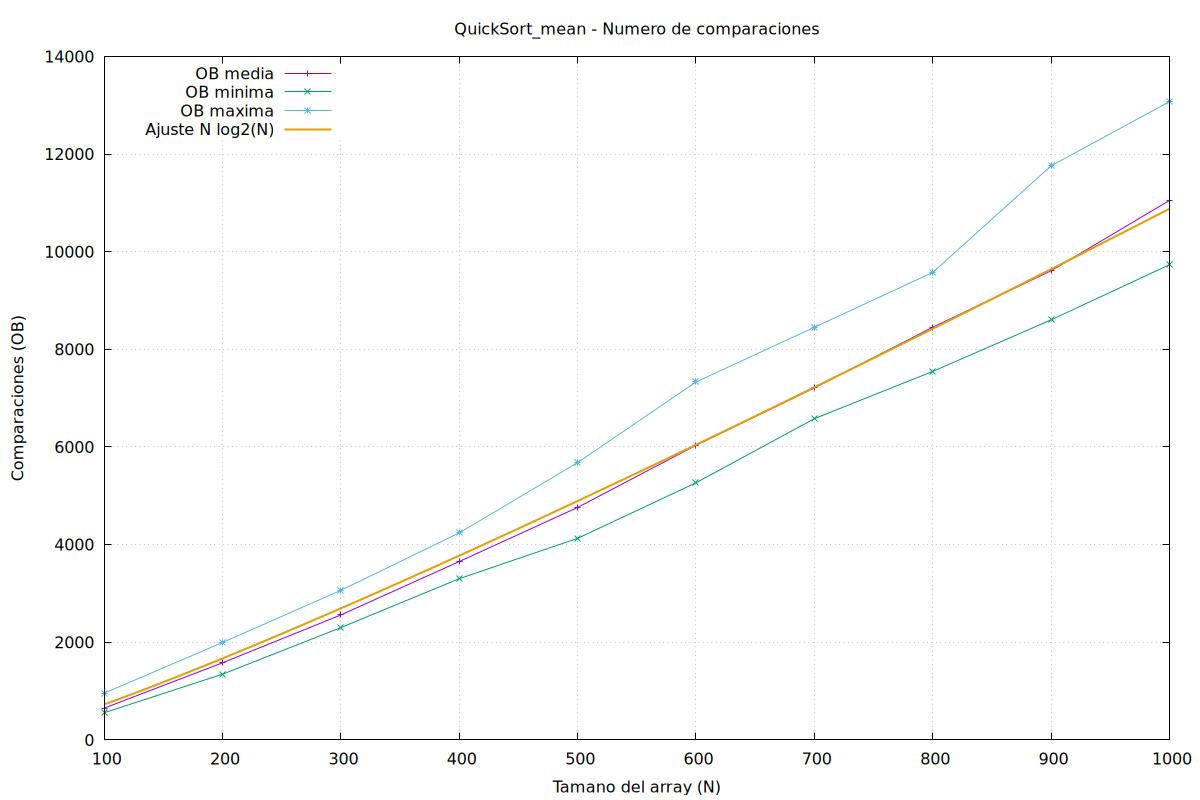 QuickSort_mean - Numero de comparaciones
14000
12000
10000
8000
6000
4000
2000
0
OB media
OB minima
OB maxima
Ajuste N log2(N)
Comparaciones (OB)
100 200 300 400 500 600 700 800 900 1000
Tamano del array (N)